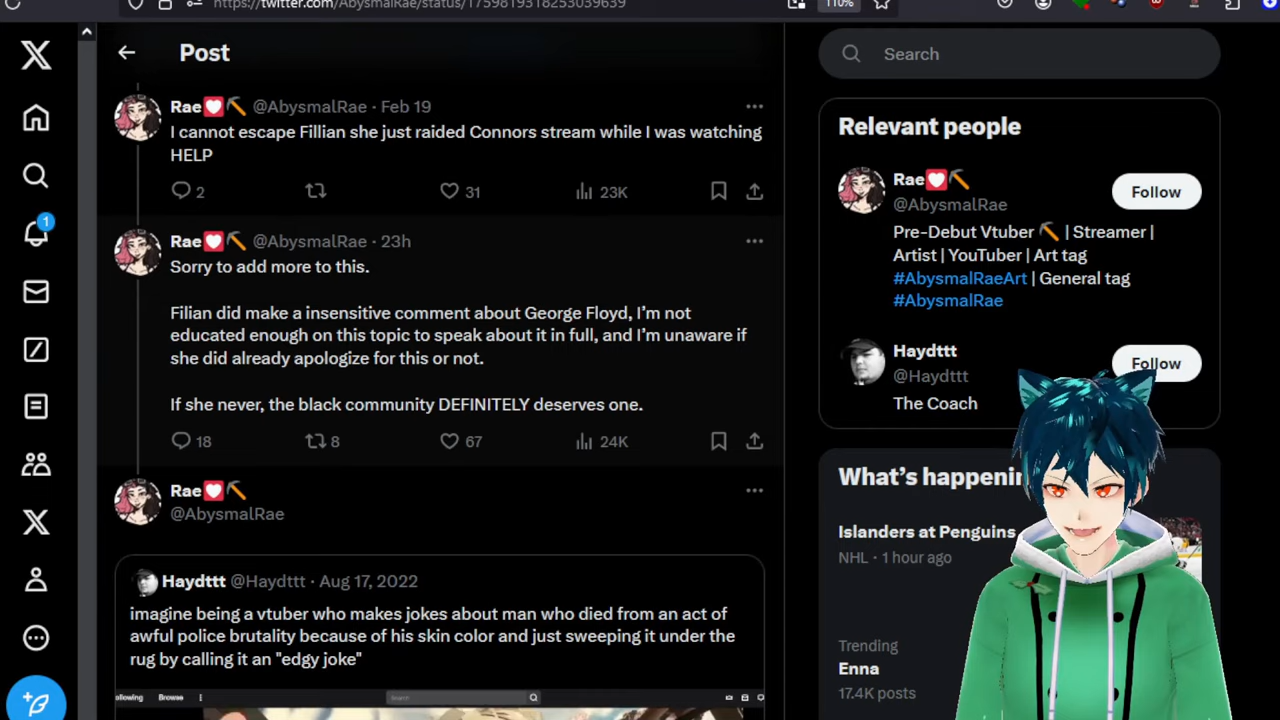 https://twitter.com/AbysmalRae/status/1759819318253039639
110%
Post
Search
Rae @AbysmalRae · Feb 19
I cannot escape Fillian she just raided Connors stream while I was watching
HELP
2
31
23K
Rae @AbysmalRae · 23h
Sorry to add more to this.
Filian did make a insensitive comment about George Floyd, I'm not
educated enough on this topic to speak about it in full, and I'm unaware if
she did already apologize for this or not.
If she never, the black community DEFINITELY deserves one.
18
8
67
24K
Rae
@AbysmalRae
Haydttt @Haydttt · Aug 17, 2022
imagine being a vtuber who makes jokes about man who died from an act of
awful police brutality because of his skin color and just sweeping it under the
rug by calling it an "edgy joke"
ollowing Browse Search
1
Relevant people
Rae
@AbysmalRae
Follow
Pre-Debut Vtuber | Streamer |
Artist | YouTuber | Art tag
#AbysmalRaeArt | General tag
#AbysmalRae
Haydttt
@Haydttt
Follow
The Coach
What's happenin
Islanders at Penguins
NHL · 1 hour ago
Trending
Enna
17.4K posts